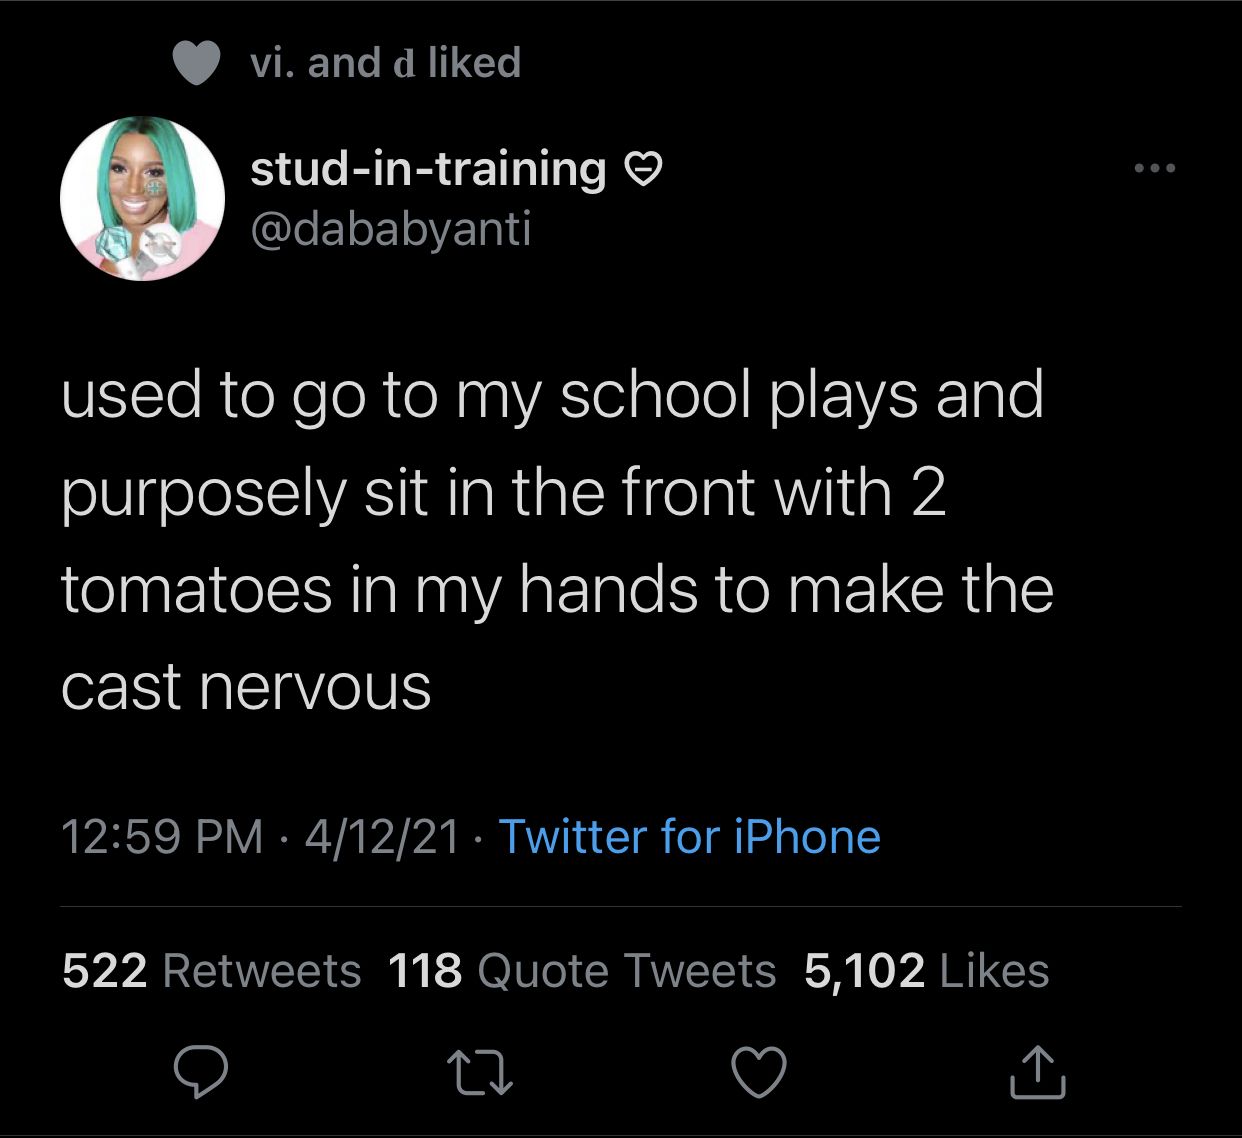 vi. and d liked
stud-in-training
@dababyanti
used to go to my school plays and
purposely sit in the front with 2
tomatoes in my hands to make the
cast nervous
12:59 PM · 4/12/21 · Twitter for iPhone
522 Retweets 118 Quote Tweets 5,102 Likes